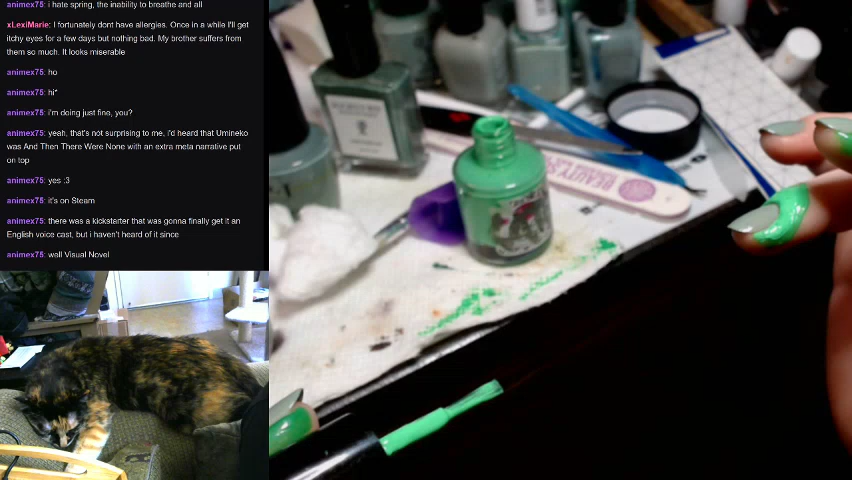 animex75: i hate spring, the inability to breathe and all
xLexiMarie: I fortunately dont have allergies. Once in a while I'll get
itchy eyes for a few days but nothing bad. My brother suffers from
them so much. It looks miserable
animex75: ho
animex75: hi*
animex75: i'm doing just fine, you?
animex75: yeah, that's not surprising to me, i'd heard that Umineko
was And Then There Were None with an extra meta narrative put
on top
animex75: yes :3
animex75: it's on Steam
animex75: there was a kickstarter that was gonna finally get it an
English voice cast, but i haven't heard of it since
animex75: well Visual Novel
BEAUTY